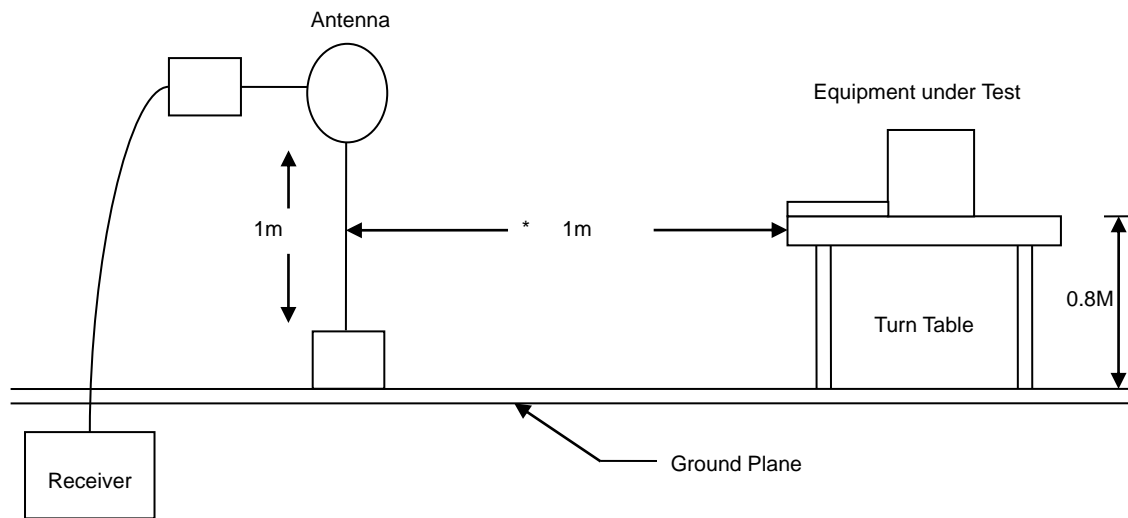 Antenna
Equipment under Test
1m
* 1m
0.8M
Turn Table
Ground Plane
Receiver